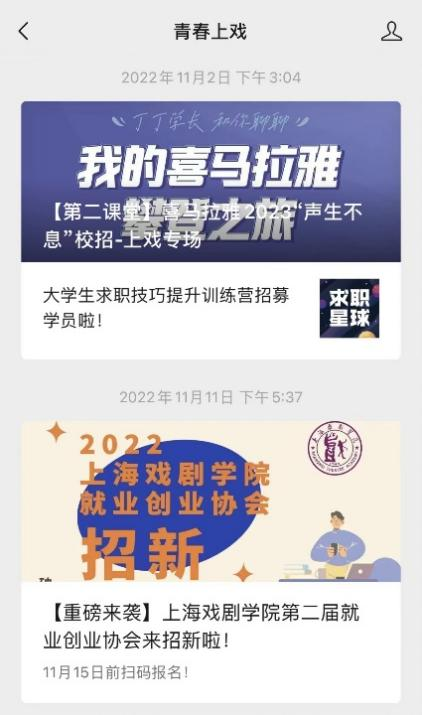 青春上戏
2022年11月2日 下午3:04
丁丁学长 和你聊聊
我的喜马拉雅
攀登之旅
【第二课堂】喜马拉雅2023“声生不
息”校招-上戏专场
大学生求职技巧提升训练营招募
学员啦！
求职
星球
2022年11月11日 下午5:37
2022
上海戏剧学院
就业创业协会
招新
【重磅来袭】上海戏剧学院第二届就
业创业协会来招新啦！
11月15日前扫码报名！